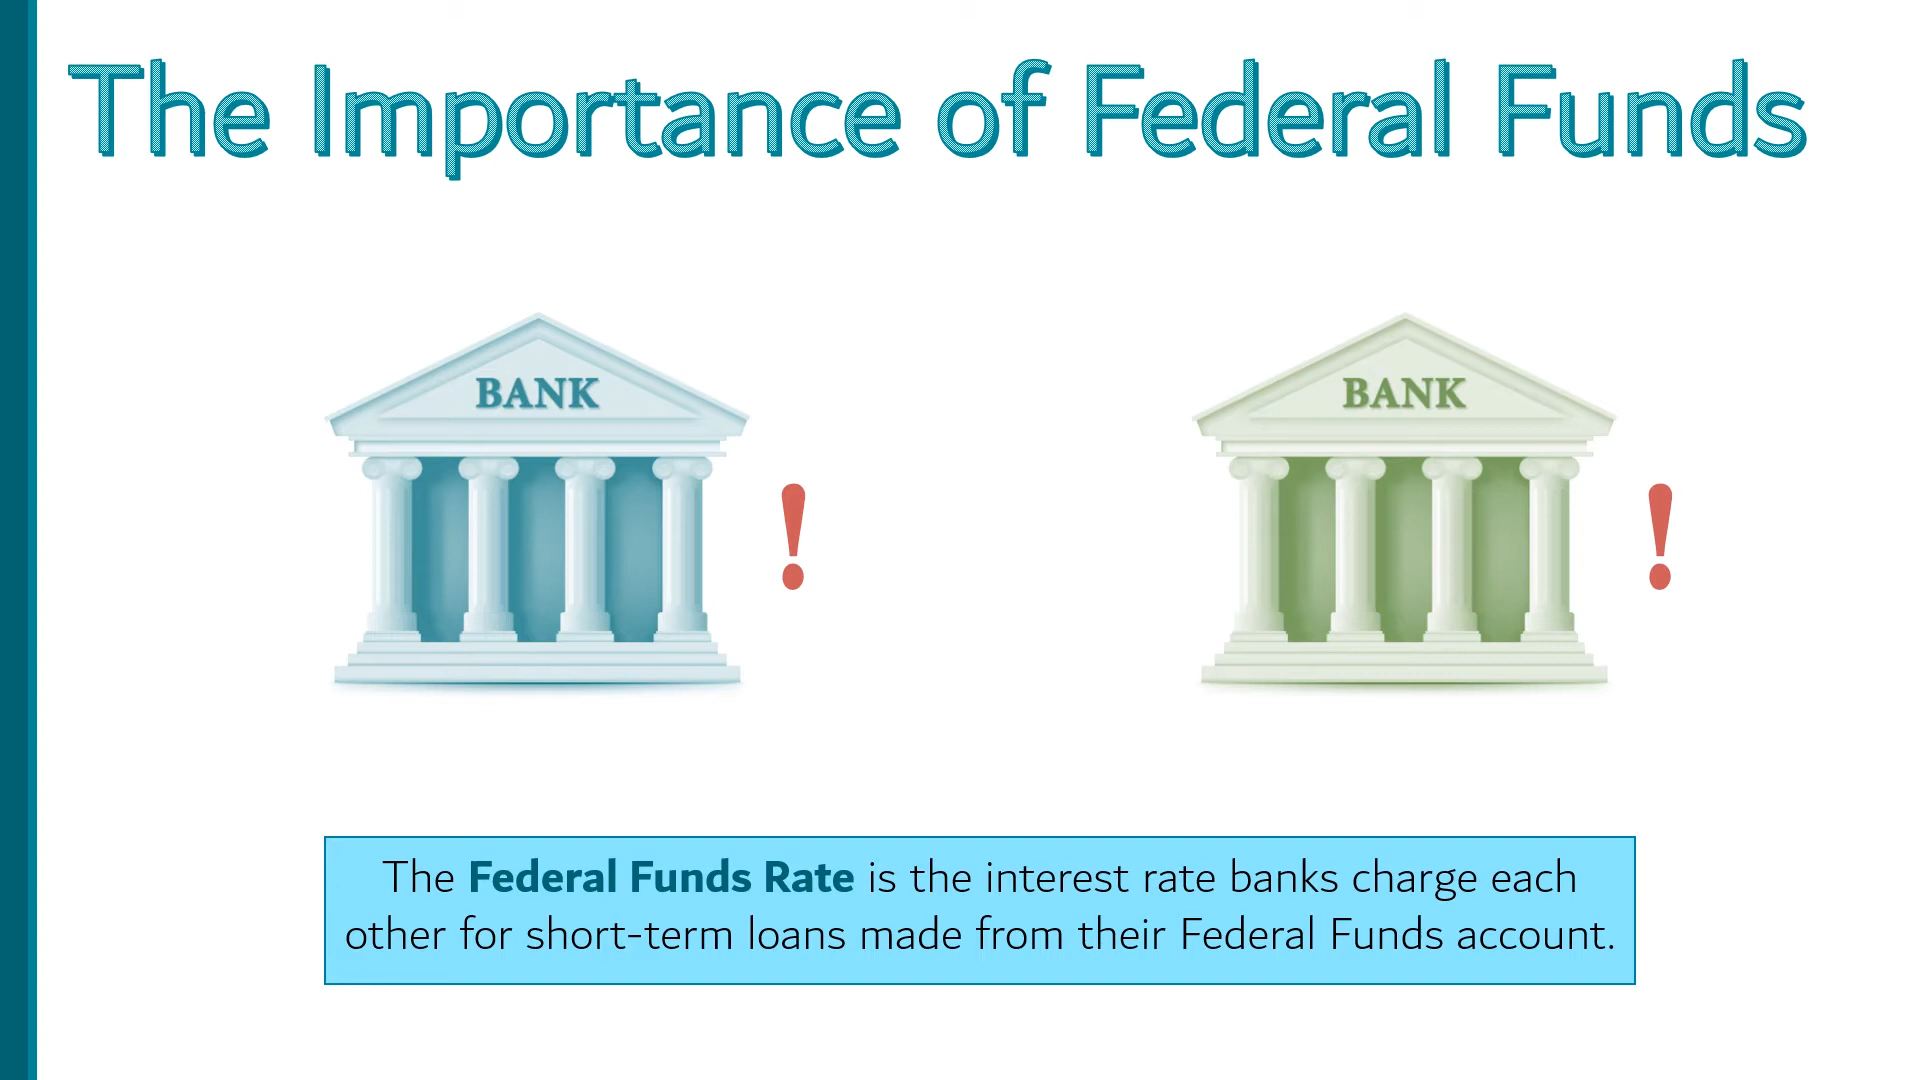 The Importance of Federal Funds
BANK
BANK
!
!
The Federal Funds Rate is the interest rate banks charge each
other for short-term loans made from their Federal Funds account.